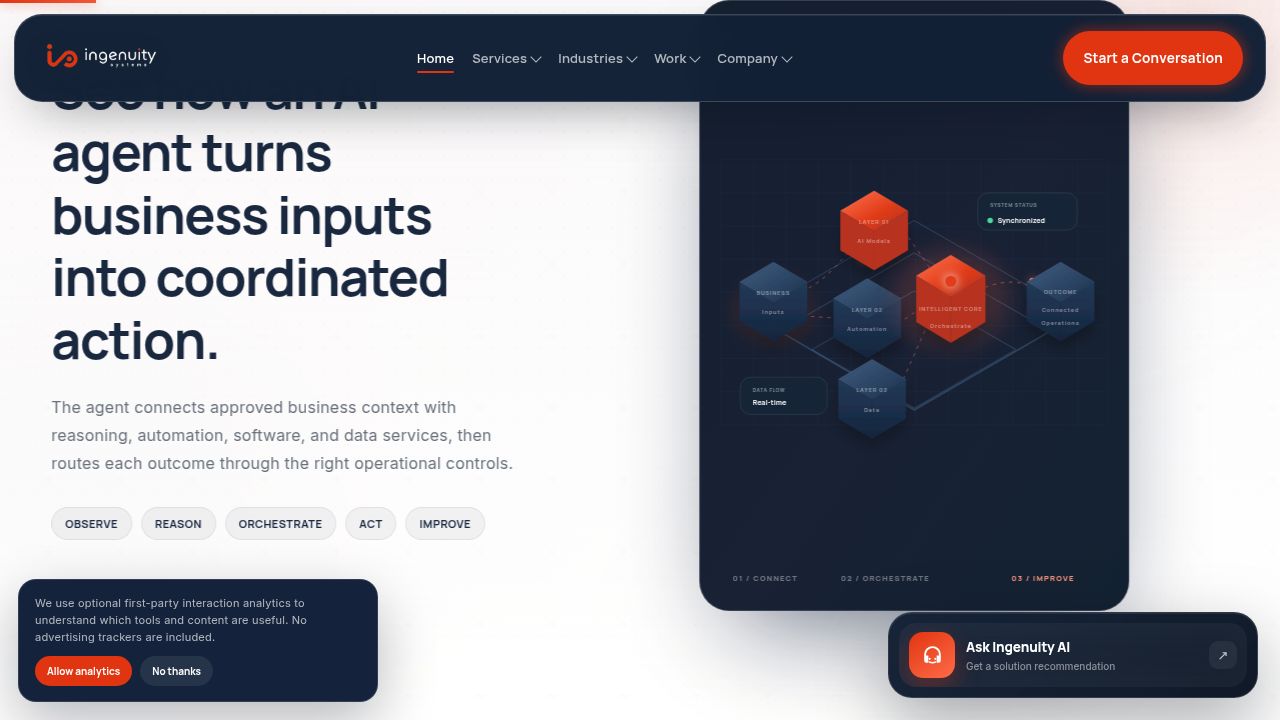 ingenuity
systems
Home
Services
Industries
Work
Company
Start a Conversation
See how an AI
agent turns
business inputs
into coordinated
action.
The agent connects approved business context with
reasoning, automation, software, and data services, then
routes each outcome through the right operational controls.
OBSERVE
REASON
ORCHESTRATE
ACT
IMPROVE
LAYER 01
AI Models
SYSTEM STATUS
Synchronized
BUSINESS
Inputs
LAYER 02
Automation
INTELLIGENT CORE
Orchestrate
OUTCOME
Connected
Operations
DATA FLOW
Real-time
LAYER 03
Data
01 / CONNECT
02 / ORCHESTRATE
03 / IMPROVE
We use optional first-party interaction analytics to
understand which tools and content are useful. No
advertising trackers are included.
Allow analytics
No thanks
Ask Ingenuity AI
Get a solution recommendation
↗